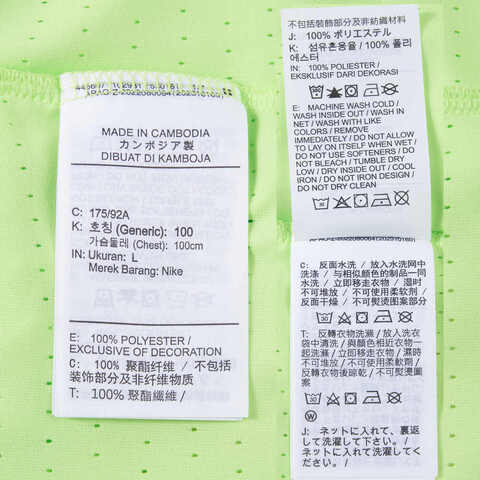 MADE IN CAMBODIA
カンボジア製
DIBUAT DI KAMBOJA
C: 175/92A
K: 호칭 (Generic): 100
가슴둘레 (Chest): 100cm
IN: Ukuran: L
Merek Barang: Nike
E: 100% POLYESTER/
EXCLUSIVE OF DECORATION
C: 100% 聚酯纤维 / 不包括
装饰部分及非纤维物质
T: 100% 聚酯纖維 /
不包括裝飾部分及非紡織材料
J: 100% ポリエステル
K: 섬유혼용율 / 100% 폴리
에스터
IN: 100% POLYESTER /
EKSKLUSIF DARI DEKORASI
E: MACHINE WASH COLD /
WASH INSIDE OUT / WASH IN
NET / WASH WITH LIKE
COLORS / REMOVE
IMMEDIATELY / DO NOT ALLOW
TO LAY ON ITSELF WHEN WET /
DO NOT USE SOFTENERS /
NOT BLEACH / TUMBLE DRY
LOW / DRY INSIDE OUT / COOL
IRON / DO NOT IRON DESIGN /
DO NOT DRY CLEAN
C: 反面水洗 / 放入水洗网中
洗涤 / 与相似颜色的制品一同
水洗 / 立即移走衣物 / 湿时
不可堆放 / 不可使用柔软剂 /
反面干燥 / 不可熨烫图案部分
T: 反轉衣物洗滌 / 放入洗衣
袋中清洗 / 與顏色相近衣物一
起洗滌 / 立即移走衣物 / 濕時
不可堆放 / 不可使用柔軟劑 /
反轉衣物後晾乾 / 不可熨燙圖
案 /
J: ネットに入れて、裏返
して洗濯して下さい /
ネットに入れて洗濯してく